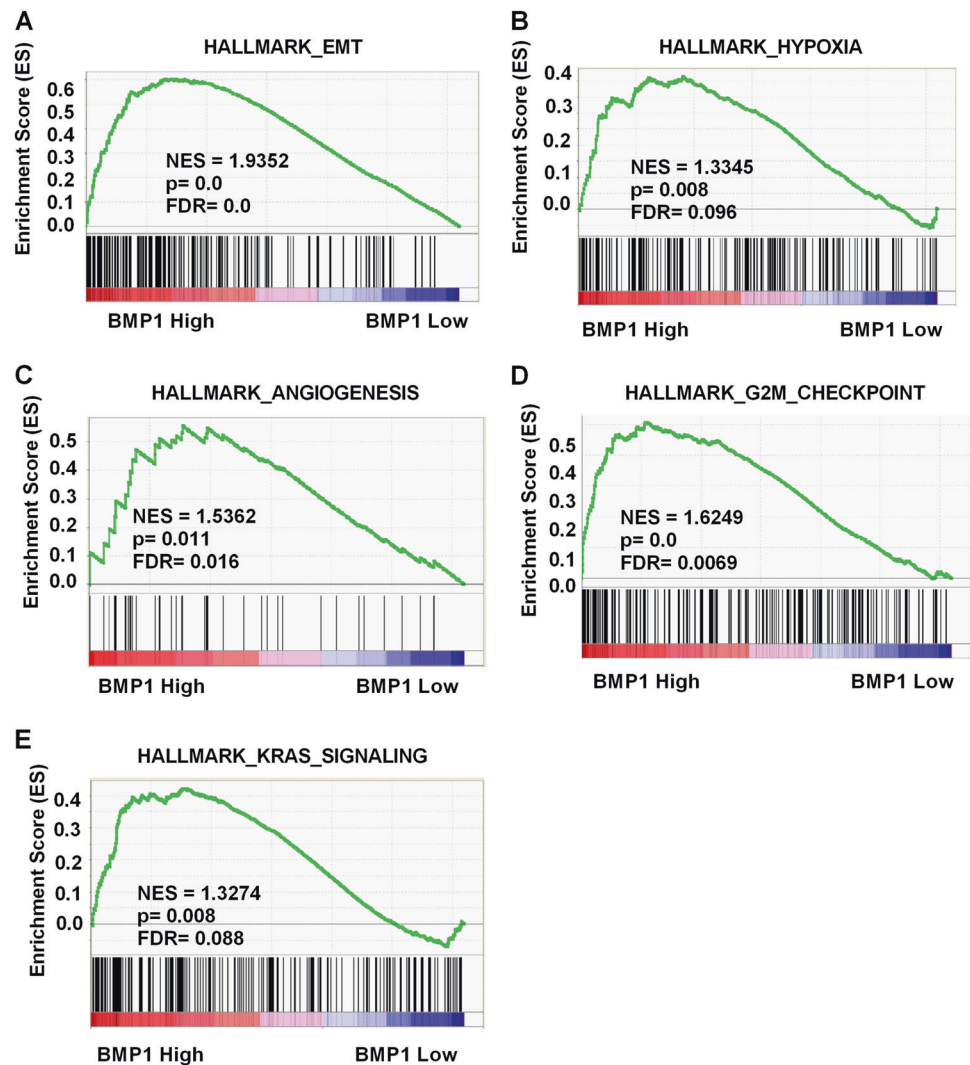 A
HALLMARK_EMT
Enrichment Score (ES)
0.6
0.5
0.4
0.3
0.2
0.1
0.0
NES = 1.9352
p= 0.0
FDR= 0.0
BMP1 High
BMP1 Low
B
HALLMARK_HYPOXIA
Enrichment Score (ES)
0.4
0.3
0.2
0.1
0.0
NES = 1.3345
p= 0.008
FDR= 0.096
BMP1 High
BMP1 Low
C
HALLMARK_ANGIOGENESIS
Enrichment Score (ES)
0.5
0.4
0.3
0.2
0.1
0.0
NES = 1.5362
p= 0.011
FDR= 0.016
BMP1 High
BMP1 Low
D
HALLMARK_G2M_CHECKPOINT
Enrichment Score (ES)
0.5
0.4
0.3
0.2
0.1
0.0
NES = 1.6249
p= 0.0
FDR= 0.0069
BMP1 High
BMP1 Low
E
HALLMARK_KRAS_SIGNALING
Enrichment Score (ES)
0.4
0.3
0.2
0.1
0.0
NES = 1.3274
p= 0.008
FDR= 0.088
BMP1 High
BMP1 Low